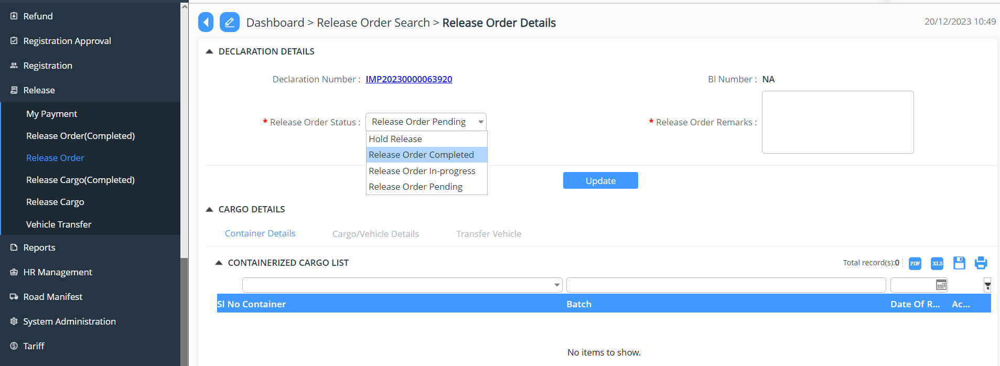 Refund
Registration Approval
Registration
Release
My Payment
Release Order(Completed)
Release Order
Release Cargo(Completed)
Release Cargo
Vehicle Transfer
Reports
HR Management
Road Manifest
System Administration
Tariff
Dashboard > Release Order Search > Release Order Details
20/12/2023 10:49
DECLARATION DETAILS
Declaration Number : IMP20230000063920
Bl Number : NA
* Release Order Status : Release Order Pending
* Release Order Remarks :
Hold Release
Release Order Completed
Release Order In-progress
Release Order Pending
Update
CARGO DETAILS
Container Details Cargo/Vehicle Details Transfer Vehicle
CONTAINERIZED CARGO LIST
Total record(s):0 PDF XLS
Sl No Container Batch Date Of R... Ac...
No items to show.